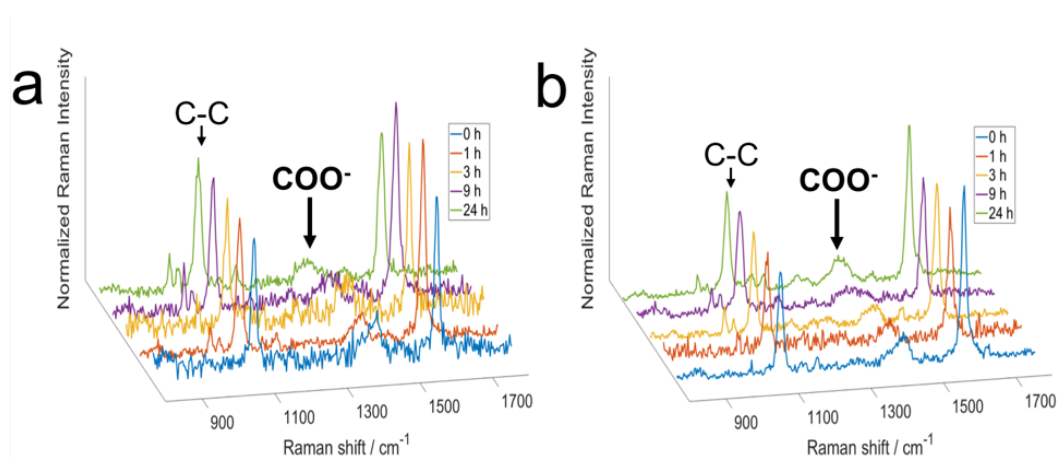 a
Normalized Raman Intensity
C-C
COO⁻
0 h
1 h
3 h
9 h
24 h
900
1100
1300
1500
1700
Raman shift / cm⁻¹
b
Normalized Raman Intensity
C-C
COO⁻
0 h
1 h
3 h
9 h
24 h
900
1100
1300
1500
1700
Raman shift / cm⁻¹